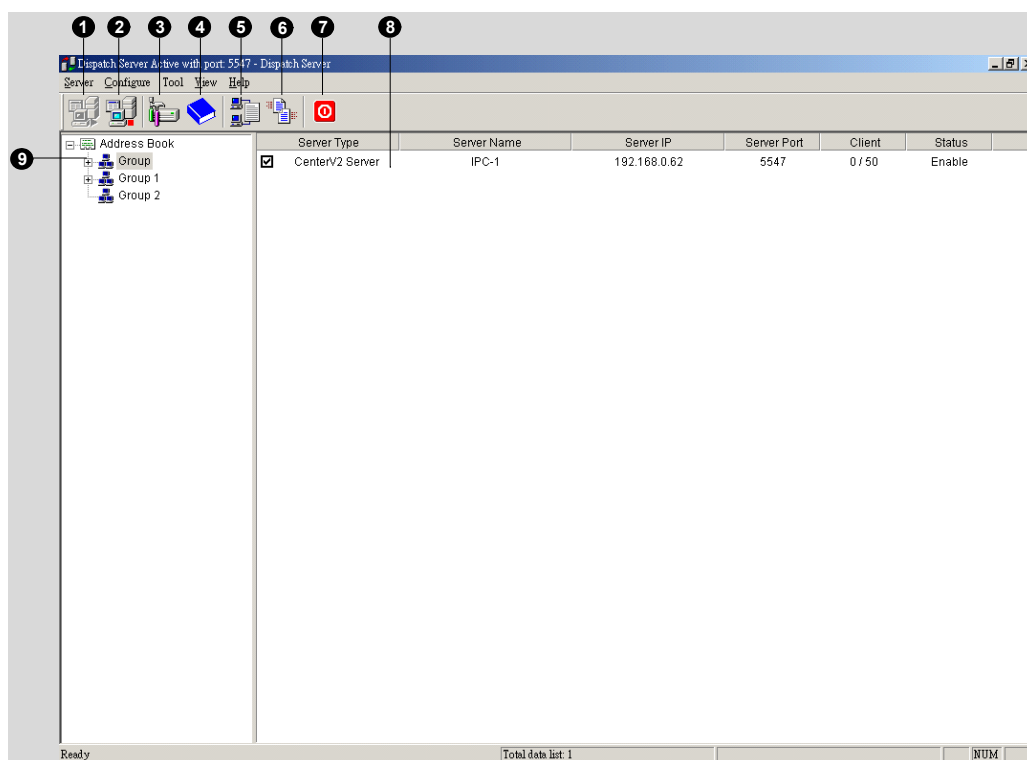 1 2 3 4 5 6 7 8
Dispatch Server Active with port: 5547 - Dispatch Server
Server Configure Tool View Help
Address Book
9 Group
Group 1
Group 2
Server Type Server Name Server IP Server Port Client Status
CenterV2 Server IPC-1 192.168.0.62 5547 0 / 50 Enable
Ready Total data list: 1 NUM